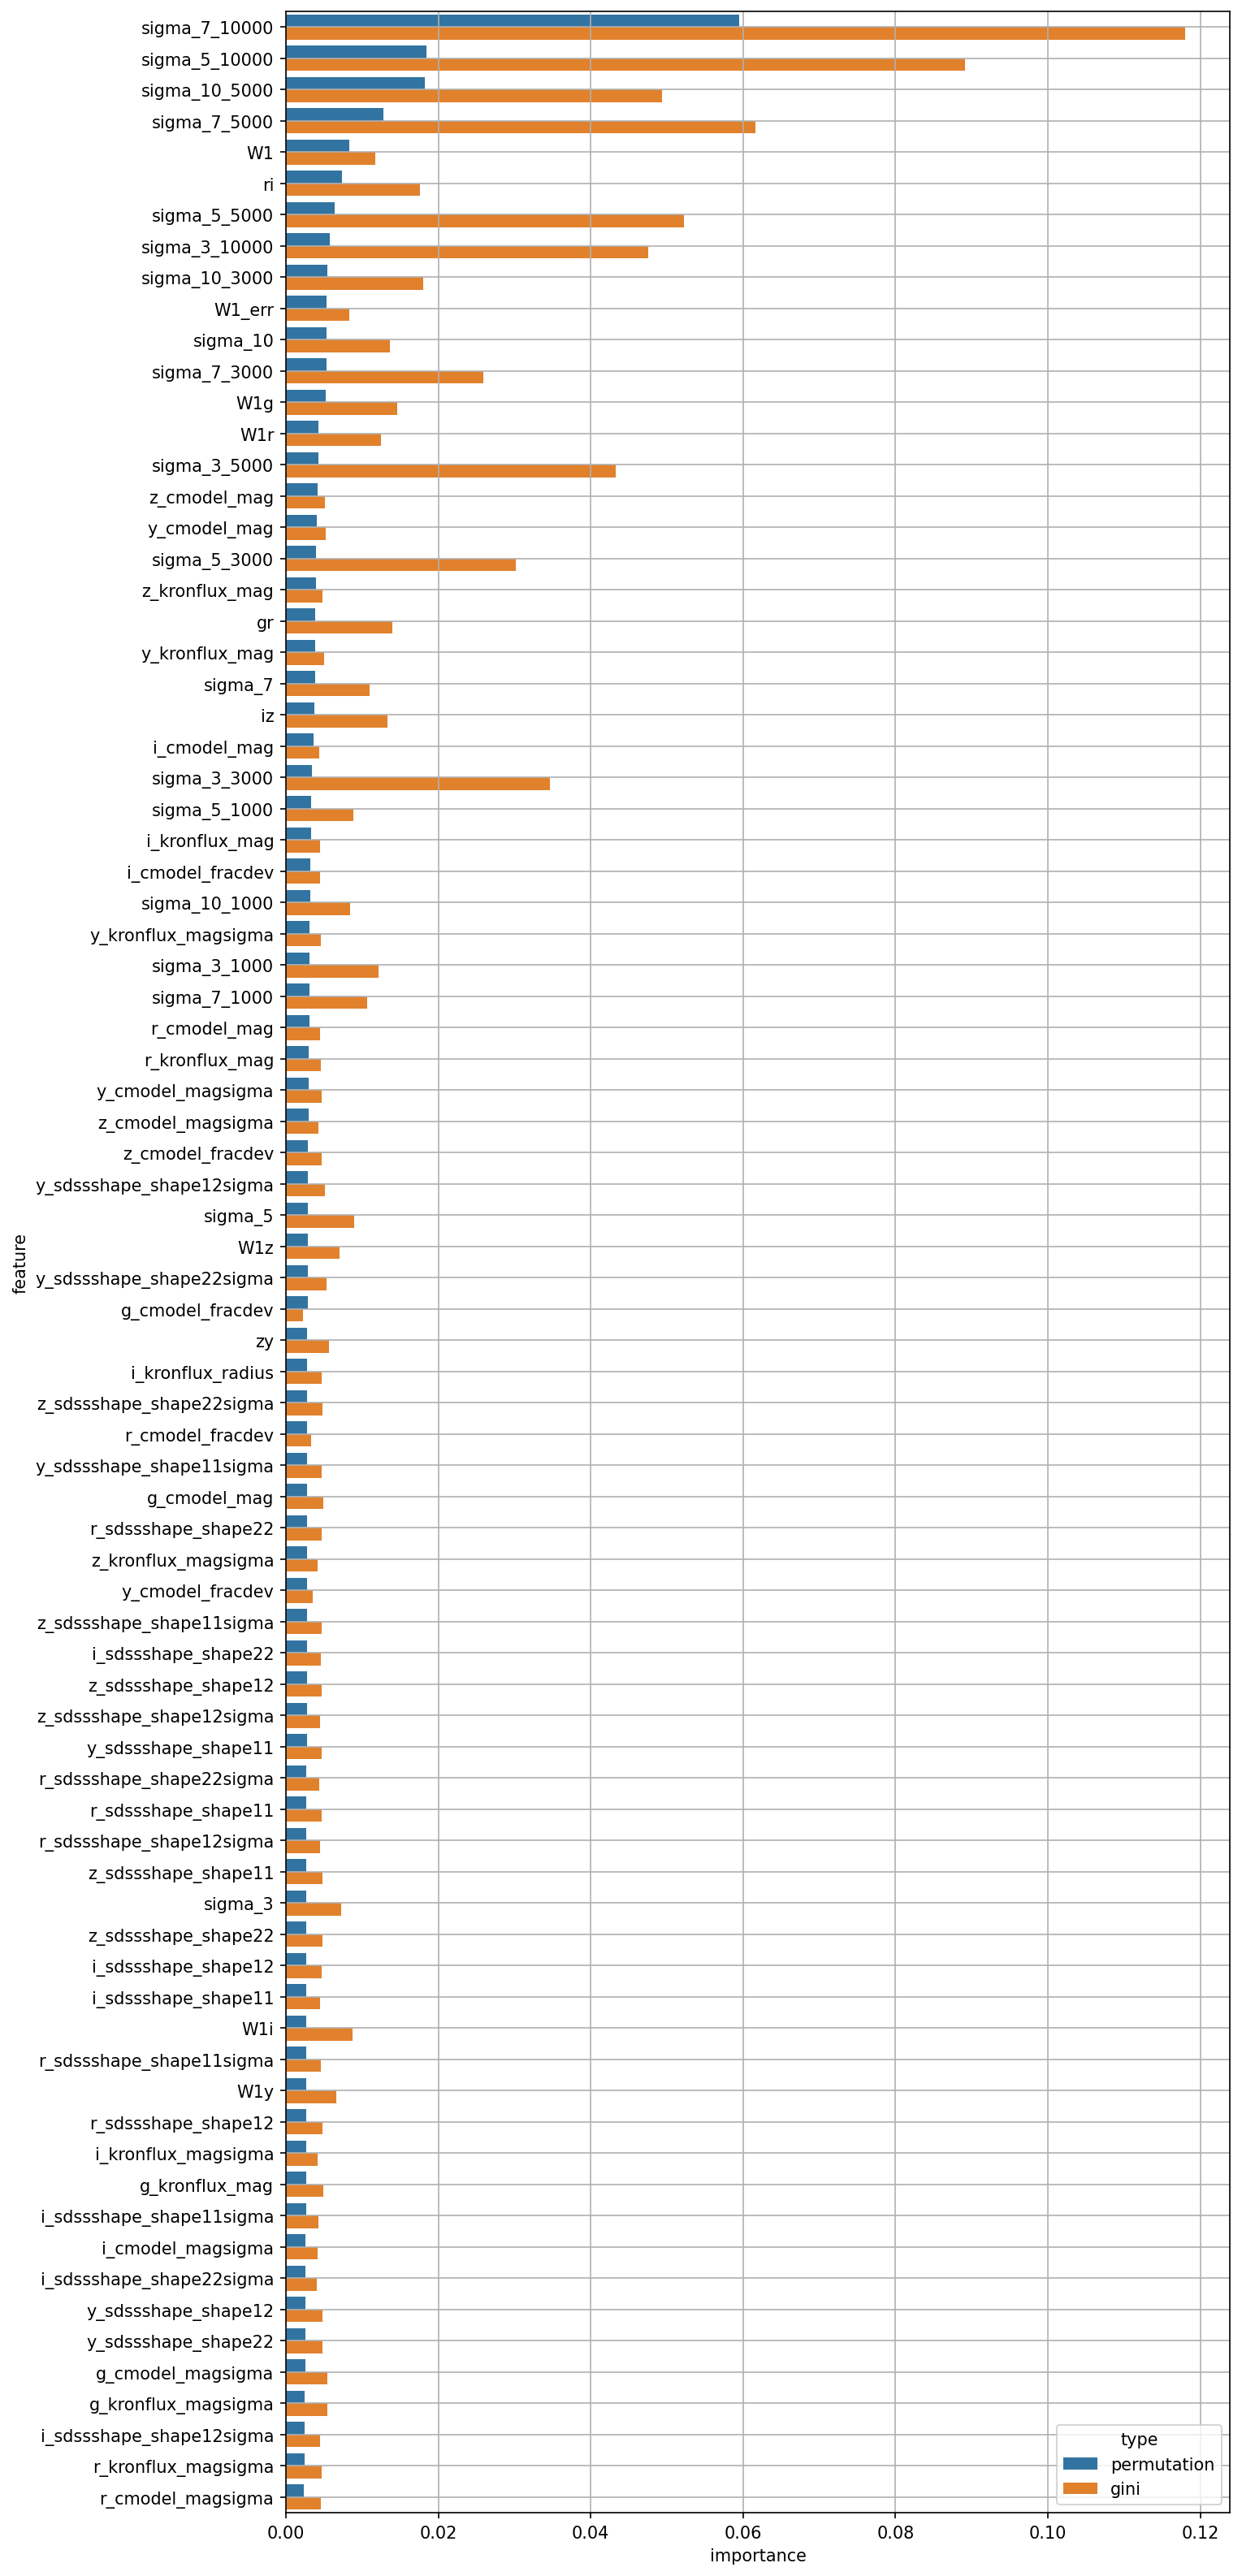 sigma_7_10000
sigma_5_10000
sigma_10_5000
sigma_7_5000
W1
ri
sigma_5_5000
sigma_3_10000
sigma_10_3000
W1_err
sigma_10
sigma_7_3000
W1g
W1r
sigma_3_5000
z_cmodel_mag
y_cmodel_mag
sigma_5_3000
z_kronflux_mag
gr
y_kronflux_mag
sigma_7
iz
i_cmodel_mag
sigma_3_3000
sigma_5_1000
i_kronflux_mag
i_cmodel_fracdev
sigma_10_1000
y_kronflux_magsigma
sigma_3_1000
sigma_7_1000
r_cmodel_mag
r_kronflux_mag
y_cmodel_magsigma
z_cmodel_magsigma
z_cmodel_fracdev
y_sdssshape_shape12sigma
sigma_5
W1z
y_sdssshape_shape22sigma
g_cmodel_fracdev
zy
i_kronflux_radius
z_sdssshape_shape22sigma
r_cmodel_fracdev
y_sdssshape_shape11sigma
g_cmodel_mag
r_sdssshape_shape22
z_kronflux_magsigma
y_cmodel_fracdev
z_sdssshape_shape11sigma
i_sdssshape_shape22
z_sdssshape_shape12
z_sdssshape_shape12sigma
y_sdssshape_shape11
r_sdssshape_shape22sigma
r_sdssshape_shape11
r_sdssshape_shape12sigma
z_sdssshape_shape11
sigma_3
z_sdssshape_shape22
i_sdssshape_shape12
i_sdssshape_shape11
W1i
r_sdssshape_shape11sigma
W1y
r_sdssshape_shape12
i_kronflux_magsigma
g_kronflux_mag
i_sdssshape_shape11sigma
i_cmodel_magsigma
i_sdssshape_shape22sigma
y_sdssshape_shape12
y_sdssshape_shape22
g_cmodel_magsigma
g_kronflux_magsigma
i_sdssshape_shape12sigma
r_kronflux_magsigma
r_cmodel_magsigma
feature
type
permutation
gini
0.00 0.02 0.04 0.06 0.08 0.10 0.12
importance